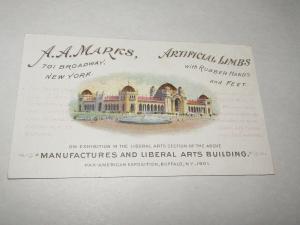 A.A. MARKS,
701 BROADWAY,
NEW YORK
ARTIFICIAL LIMBS
WITH RUBBER HANDS
AND FEET
ON EXHIBITION IN THE LIBERAL ARTS SECTION OF THE ABOVE
MANUFACTURES AND LIBERAL ARTS BUILDING.
PAN-AMERICAN EXPOSITION, BUFFALO, N.Y.-1901.